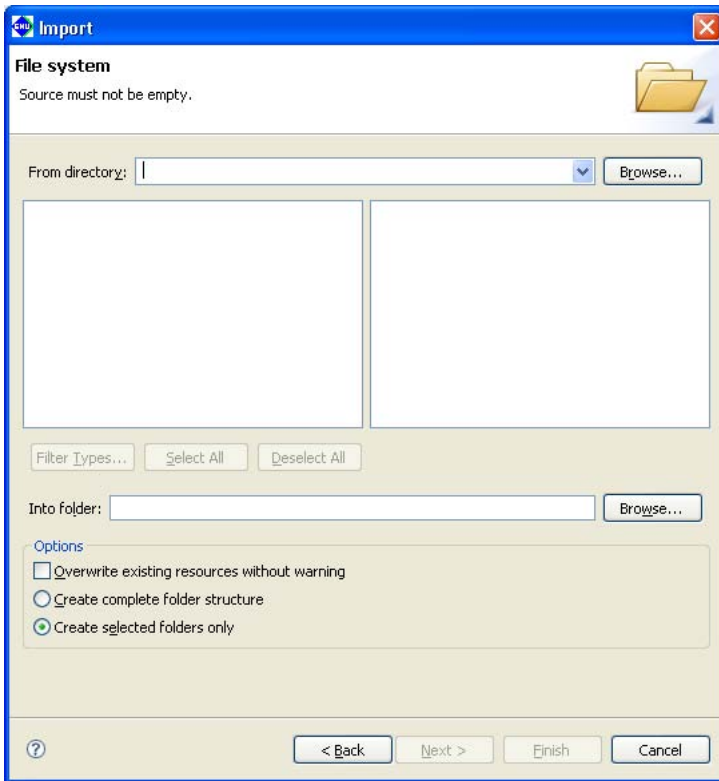 EMU Import
File system
Source must not be empty.
From directory: Browse...
Filter Types... Select All Deselect All
Into folder: Browse...
Options
Overwrite existing resources without warning
Create complete folder structure
Create selected folders only
? < Back Next > Finish Cancel